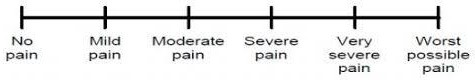 No pain
Mild pain
Moderate pain
Severe pain
Very severe pain
Worst possible pain